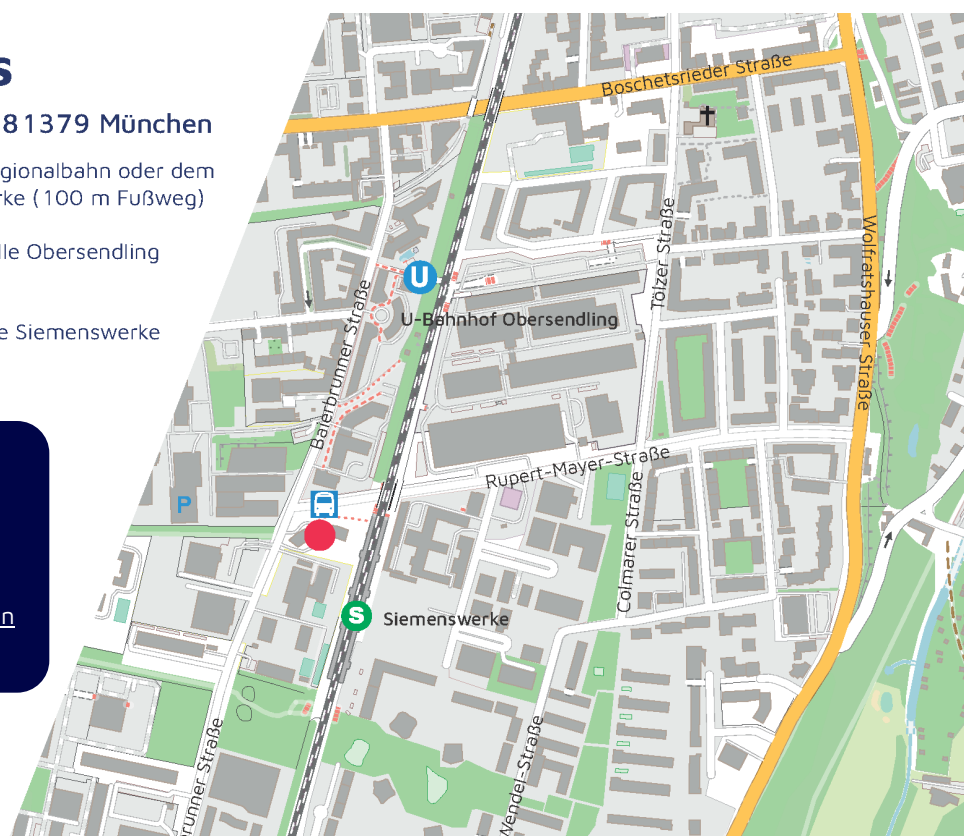 s
81379 München
gionalbahn oder dem
rke (100 m Fußweg)
lle Obersendling
e Siemenswerke
n
Boschetsrieder Straße
Wolfratshauser Straße
Tölzer Straße
U
U-Bahnhof Obersendling
Baierbrunner Straße
Rupert-Mayer-Straße
P
Colmarer Straße
S
Siemenswerke
runner Straße
Wendel-Straße